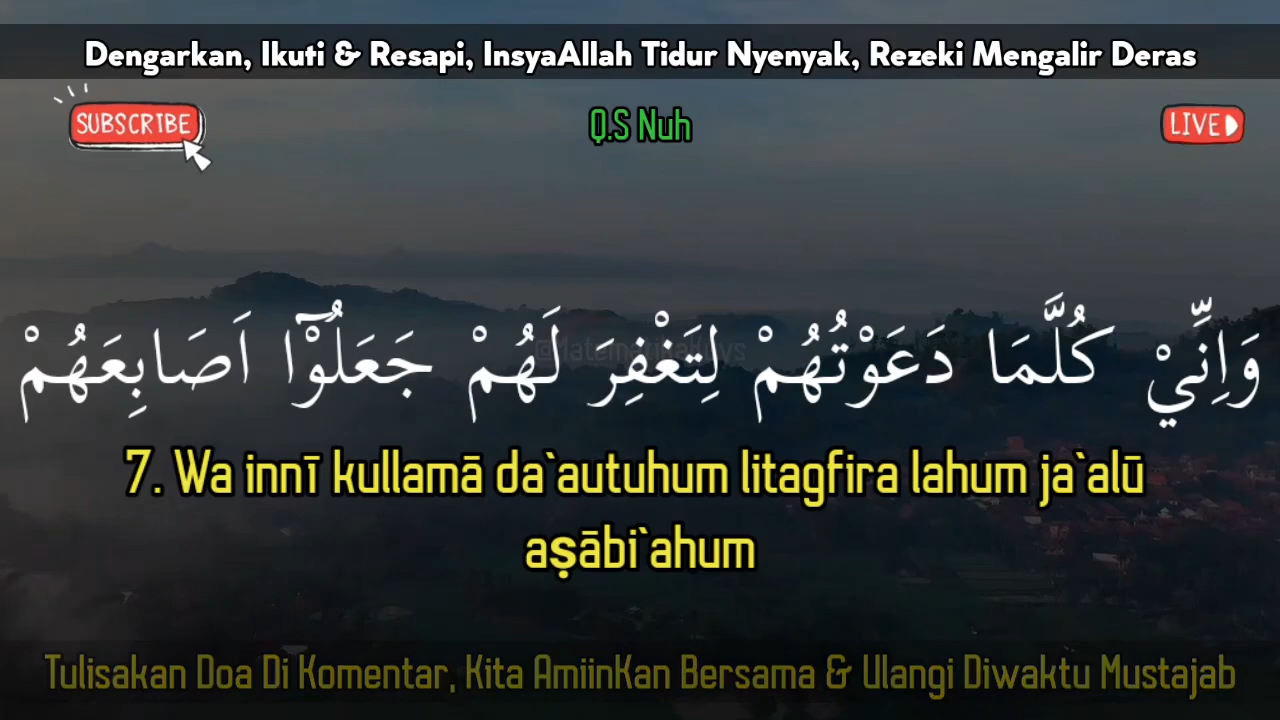 Dengarkan, Ikuti & Resapi, InsyaAllah Tidur Nyenyak, Rezeki Mengalir Deras
SUBSCRIBE
Q.S Nuh
LIVE
وَاِنِّيْ كُلَّمَا دَعَوْتُهُمْ لِتَغْفِرَ لَهُمْ جَعَلُوْٓا اَصَابِعَهُمْ
7. Wa innī kullamā da`autuhum litagfira lahum ja`alū
aṣābi`ahum
Tulisakan Doa Di Komentar, Kita AmiinKan Bersama & Ulangi Diwaktu Mustajab